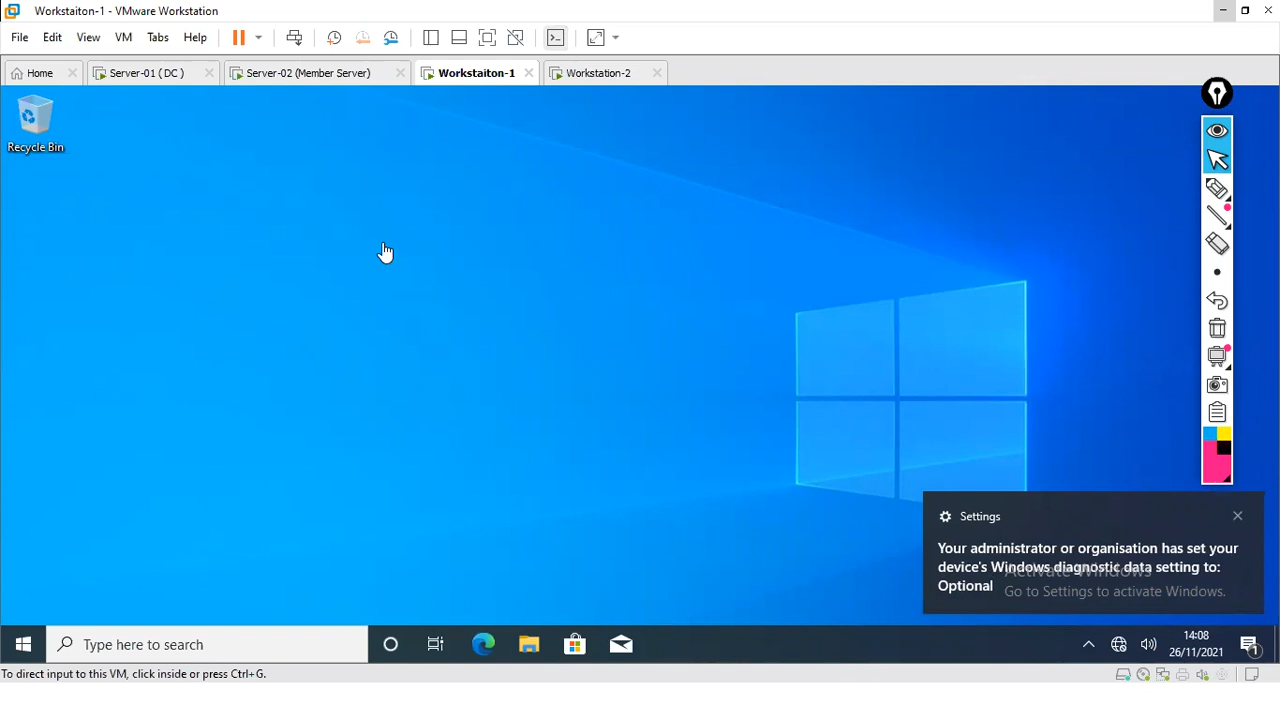 Workstaiton-1 - VMware Workstation
File Edit View VM Tabs Help
Home Server-01 ( DC ) Server-02 (Member Server) Workstaiton-1 Workstation-2
Recycle Bin
Settings
Your administrator or organisation has set your
device's Windows diagnostic data setting to:
Optional
Activate Windows
Go to Settings to activate Windows.
Type here to search
14:08
26/11/2021
1
To direct input to this VM, click inside or press Ctrl+G.